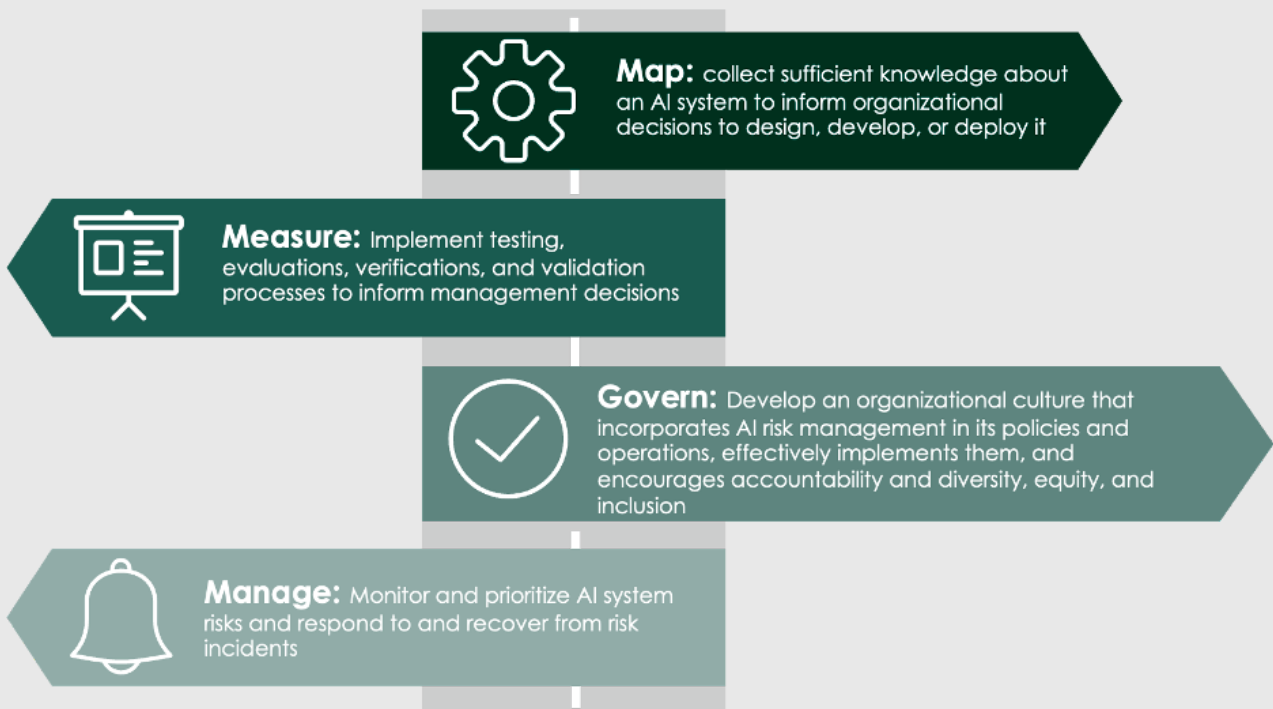 Map: collect sufficient knowledge about
an AI system to inform organizational
decisions to design, develop, or deploy it
Measure: Implement testing,
evaluations, verifications, and validation
processes to inform management decisions
Govern: Develop an organizational culture that
incorporates AI risk management in its policies and
operations, effectively implements them, and
encourages accountability and diversity, equity, and
inclusion
Manage: Monitor and prioritize AI system
risks and respond to and recover from risk
incidents